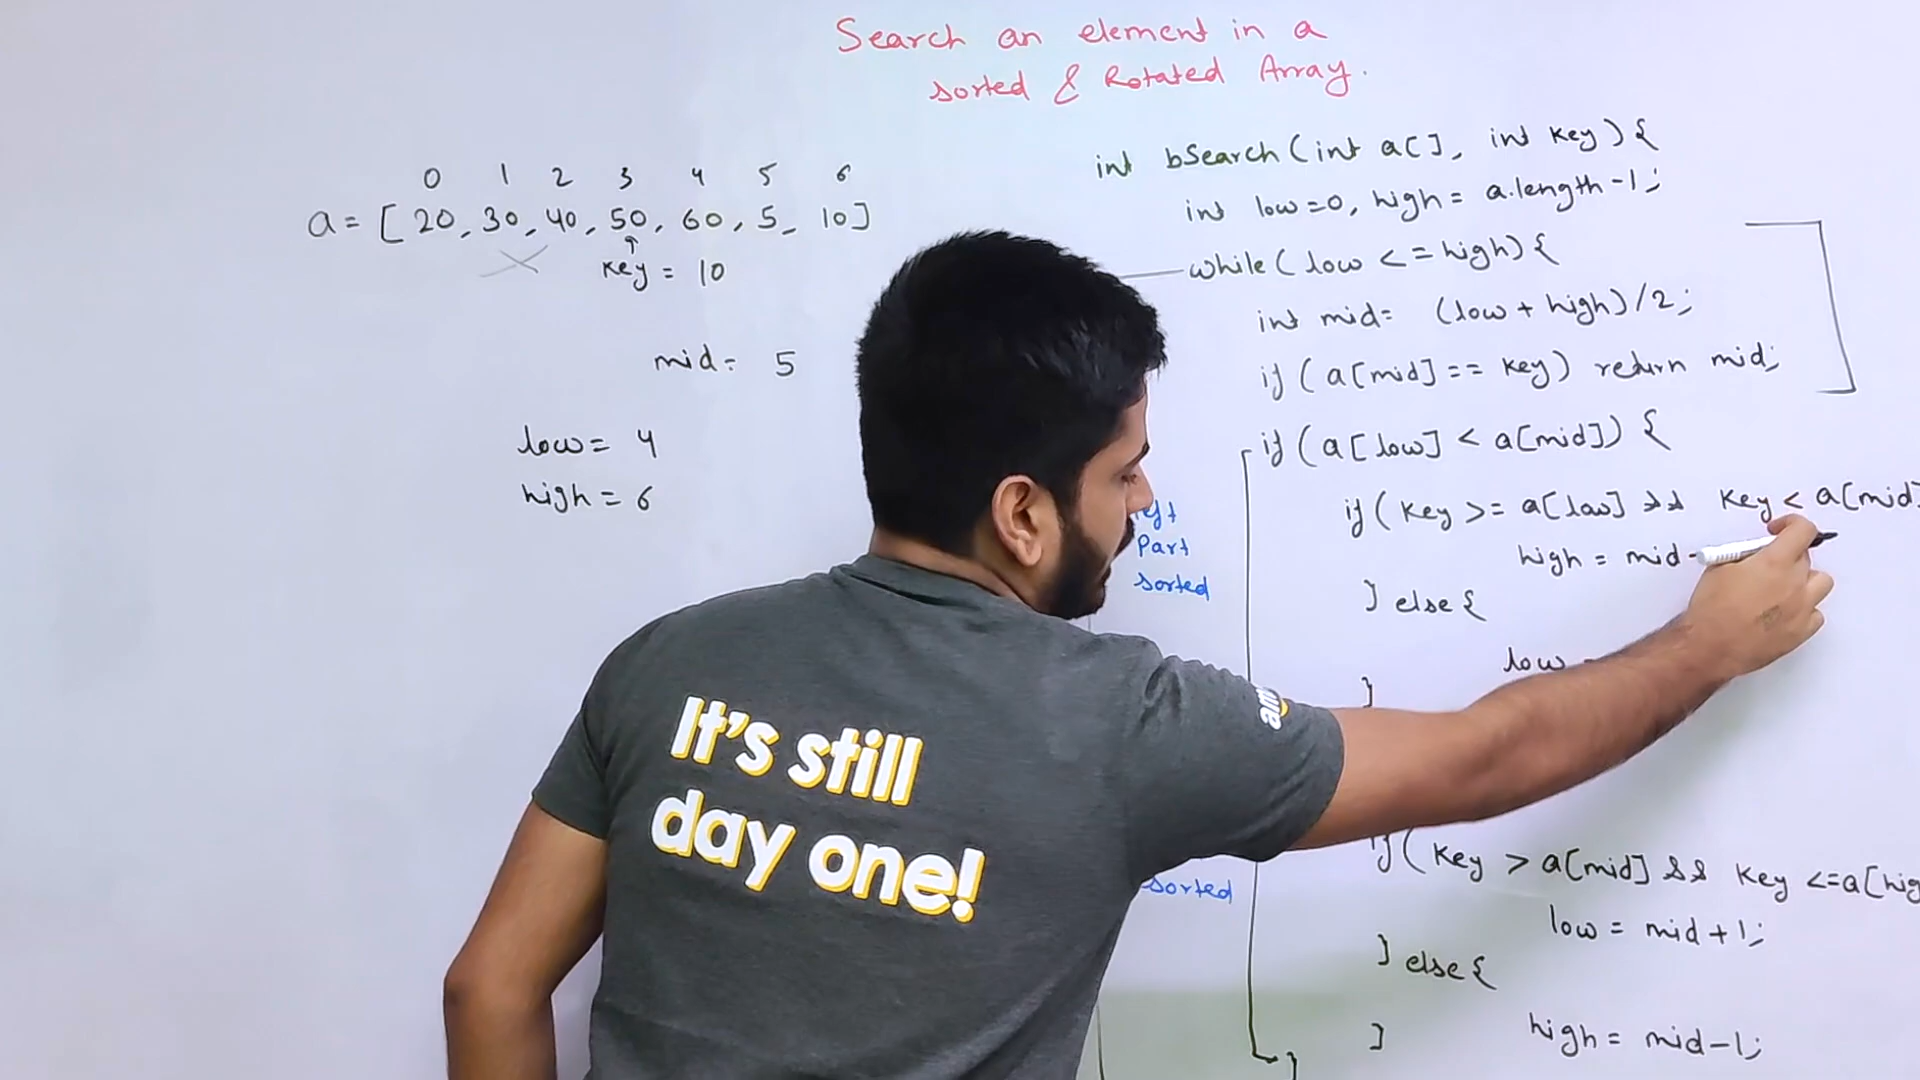 Search an element in a
sorted & Rotated Array.
0 1 2 3 4 5 6
a = [ 20, 30, 40, 50, 60, 5, 10]
↑
key = 10
mid = 5
low = 4
high = 6
int bSearch(int a[], int key) {
int low=0, high = a.length-1;
while( low <= high) {
int mid= (low + high)/2;
if ( a[mid] == key) return mid;
if ( a[low] < a[mid]) {
if ( key >= a[low] && key < a[mid]
high = mid-
} else {
low
}
Part
sorted
if( key > a[mid] && key <=a[hig
low = mid+1;
} else {
high = mid-1;
}
}
sorted
It's still
day one!
am